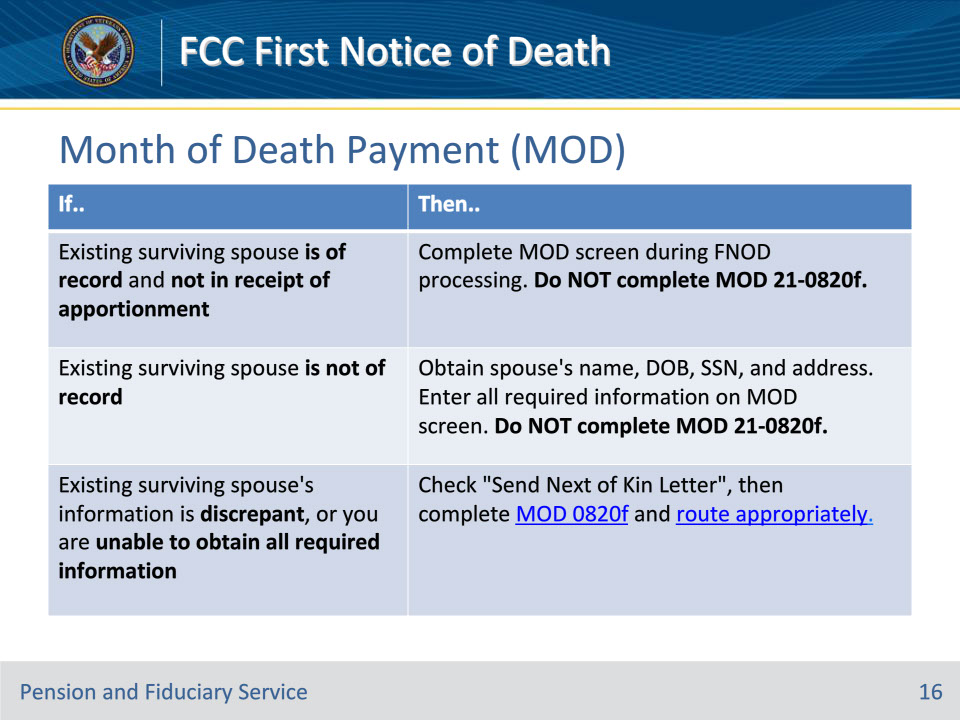 FCC First Notice of Death
Month of Death Payment (MOD)
If..
Then..
Existing surviving spouse is of
record and not in receipt of
apportionment
Complete MOD screen during FNOD
processing. Do NOT complete MOD 21-0820f.
Existing surviving spouse is not of
record
Obtain spouse's name, DOB, SSN, and address.
Enter all required information on MOD
screen. Do NOT complete MOD 21-0820f.
Existing surviving spouse's
information is discrepant, or you
are unable to obtain all required
information
Check "Send Next of Kin Letter", then
complete MOD 0820f and route appropriately.
Pension and Fiduciary Service
16